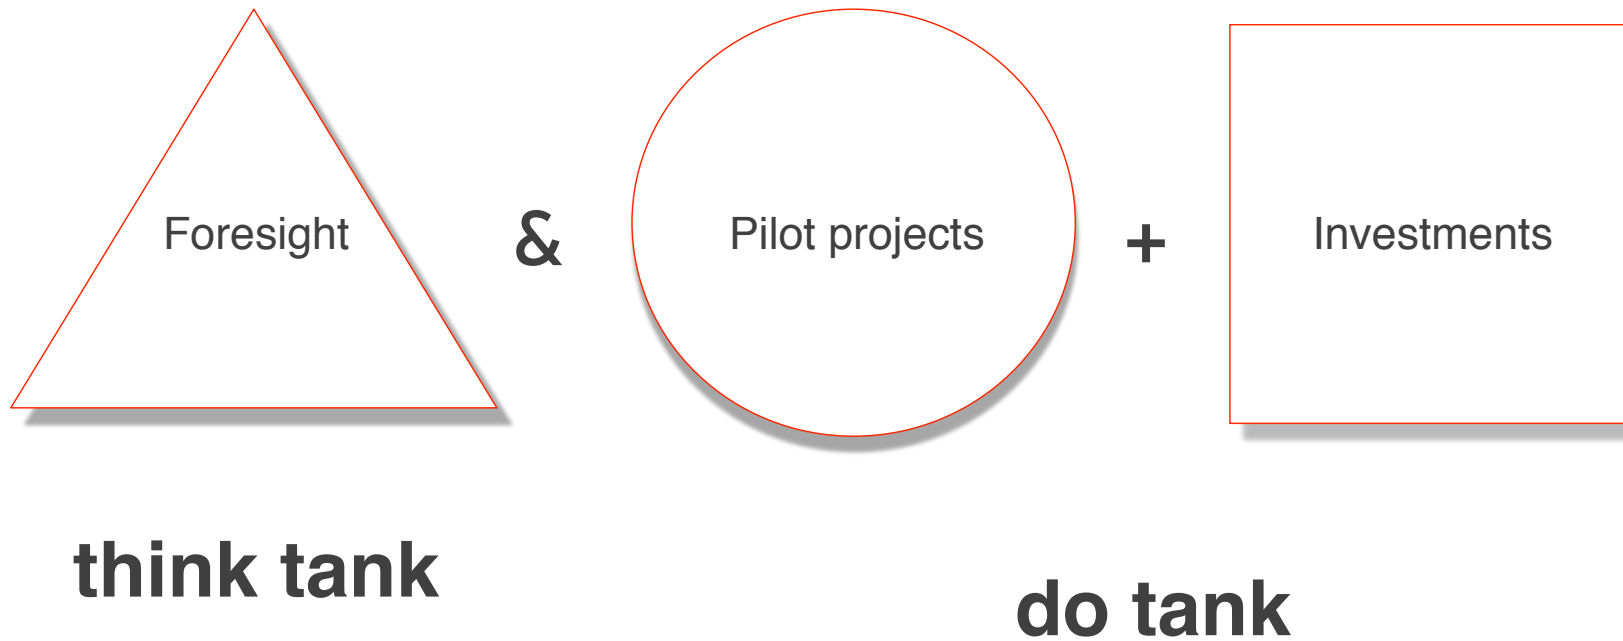 Foresight
&
Pilot projects
+
Investments
think tank
do tank